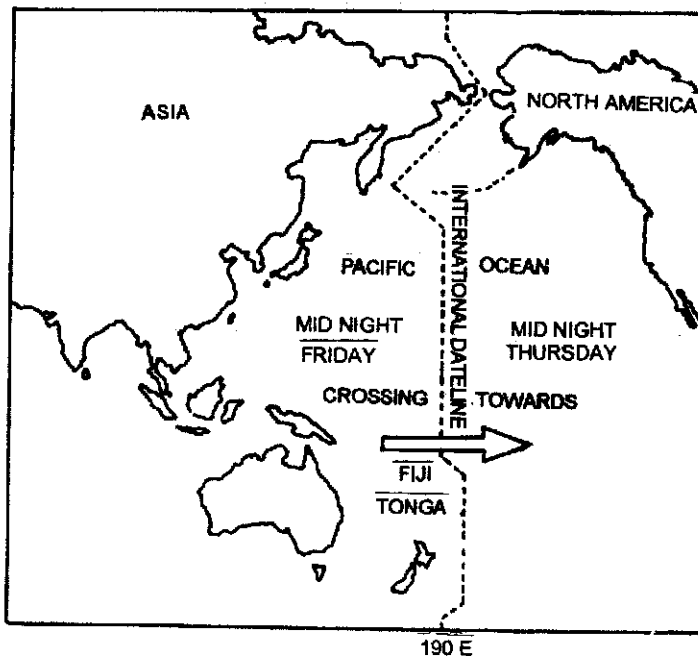 ASIA
NORTH AMERICA
PACIFIC
OCEAN
INTERNATIONAL DATELINE
MID NIGHT
FRIDAY
MID NIGHT
THURSDAY
CROSSING
TOWARDS
FIJI
TONGA
190 E